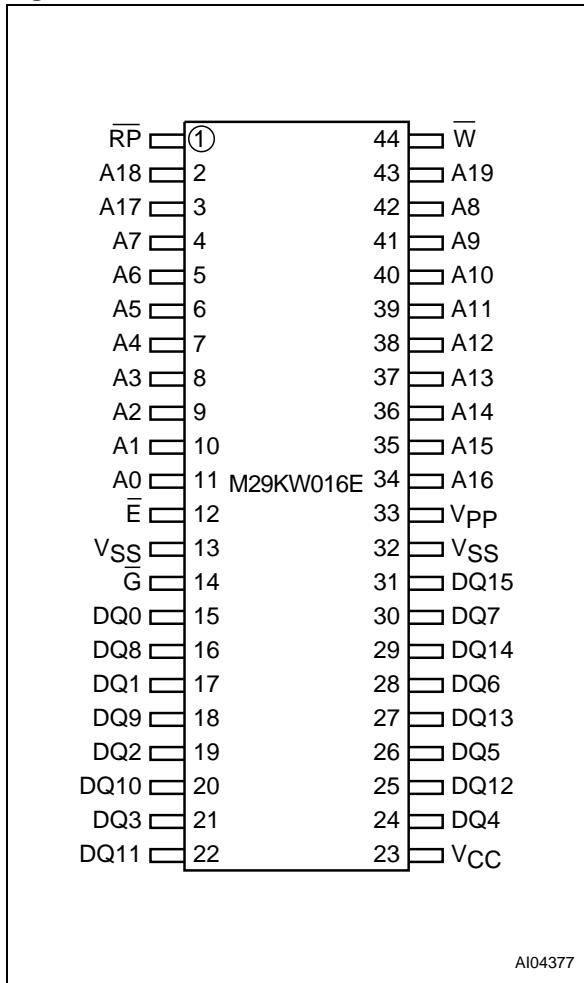 R̅P̅ 1 44 W̅
A18 2 43 A19
A17 3 42 A8
A7 4 41 A9
A6 5 40 A10
A5 6 39 A11
A4 7 38 A12
A3 8 37 A13
A2 9 36 A14
A1 10 35 A15
A0 11 M29KW016E 34 A16
E̅ 12 33 VPP
VSS 13 32 VSS
G̅ 14 31 DQ15
DQ0 15 30 DQ7
DQ8 16 29 DQ14
DQ1 17 28 DQ6
DQ9 18 27 DQ13
DQ2 19 26 DQ5
DQ10 20 25 DQ12
DQ3 21 24 DQ4
DQ11 22 23 VCC
AI04377